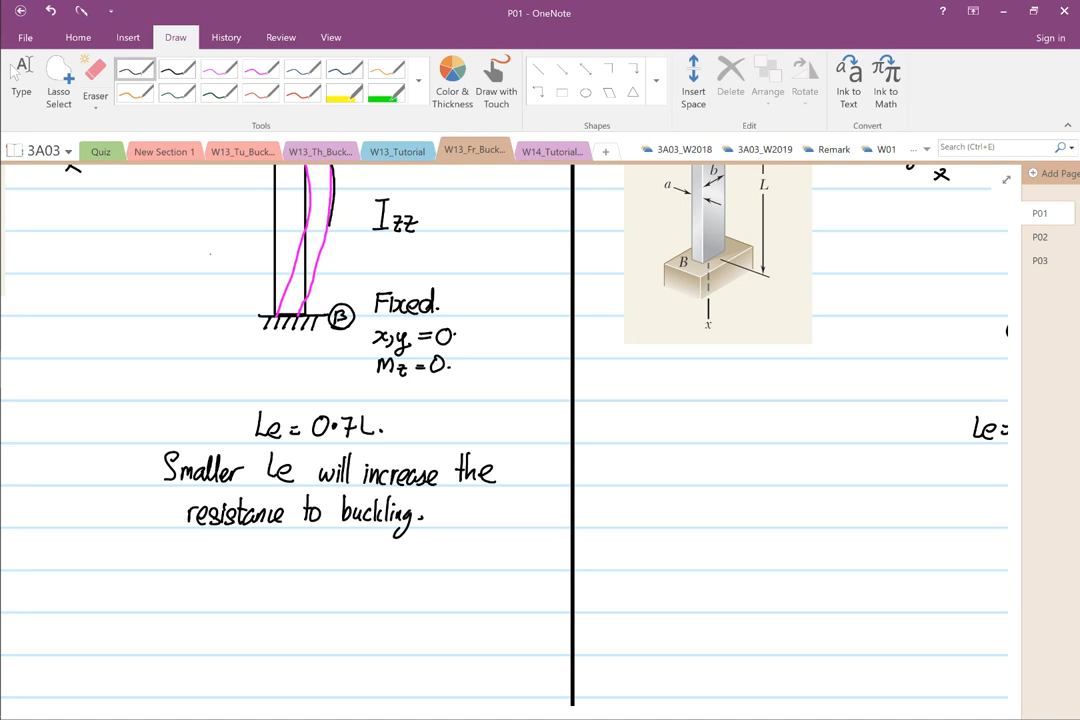 P01 - OneNote
?
File
Home
Insert
Draw
History
Review
View
Sign in
Type
Lasso Select
Eraser
Color & Thickness
Draw with Touch
Insert Space
Delete
Arrange
Rotate
Ink to Text
Ink to Math
Tools
Shapes
Edit
Convert
3A03
Quiz
New Section 1
W13_Tu_Buck...
W13_Th_Buck...
W13_Tutorial
W13_Fr_Buck...
W14_Tutorial...
+
3A03_W2018
3A03_W2019
Remark
W01
...
Search (Ctrl+E)
Add Page
P01
P02
P03
x
Izz
B
Fixed.
x,y = 0.
Mz = 0.
Le = 0.7L.
Smaller Le will increase the
resistance to buckling.
b
a
L
B
x
x
Le=